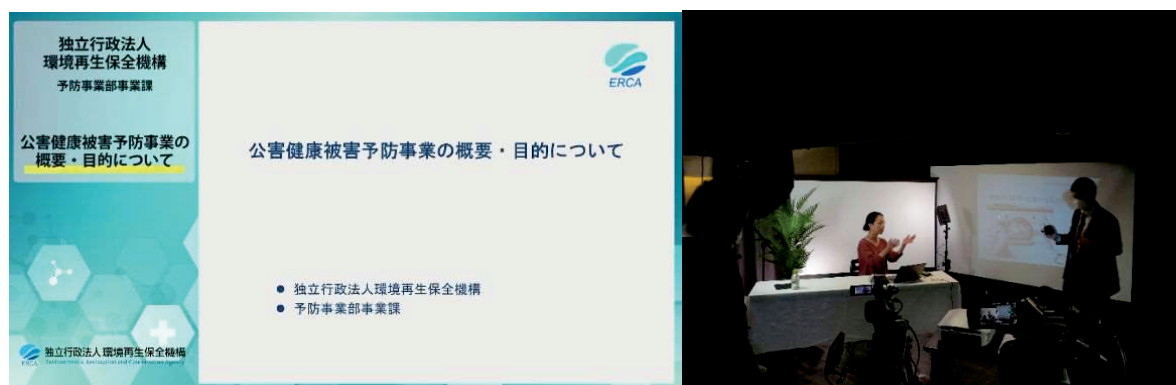 独立行政法人
環境再生保全機構
予防事業部事業課
公害健康被害予防事業の
概要・目的について
ERCA
公害健康被害予防事業の概要・目的について
● 独立行政法人環境再生保全機構
● 予防事業部事業課
ERCA
独立行政法人 環境再生保全機構